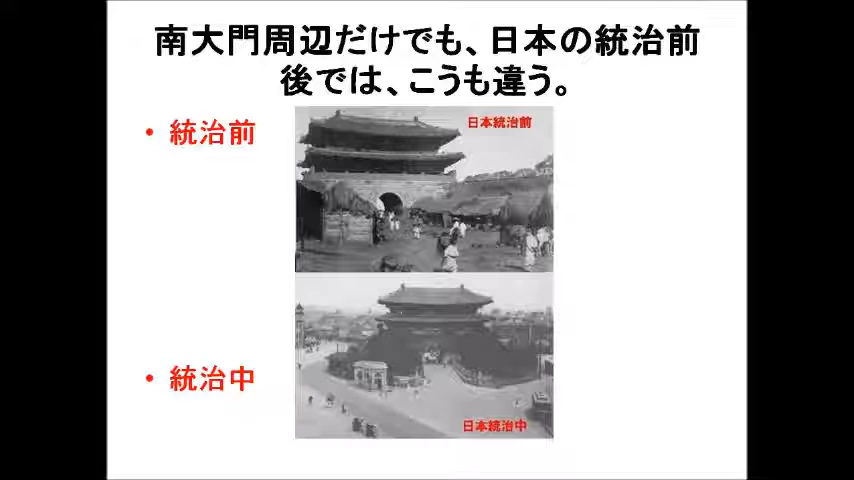 南大門周辺だけでも、日本の統治前
後では、こうも違う。
• 統治前
日本統治前
• 統治中
日本統治中